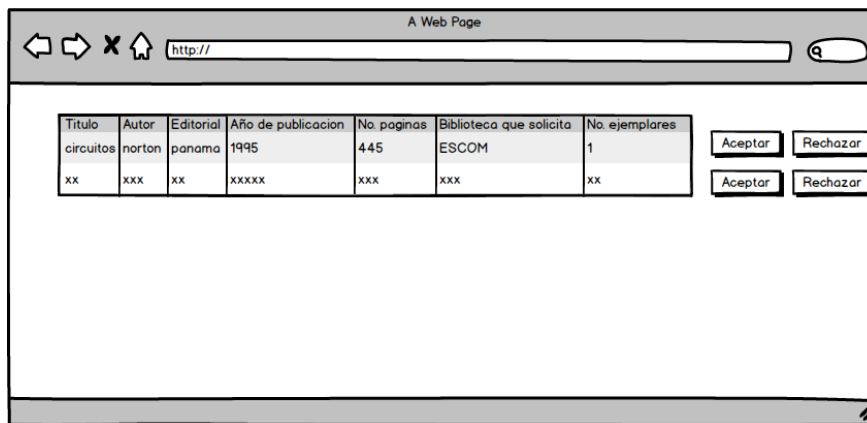 A Web Page
http://
Titulo Autor Editorial Año de publicacion No. paginas Biblioteca que solicita No. ejemplares
circuitos norton panama 1995 445 ESCOM 1 Aceptar Rechazar
xx xxx xx xxxxx xxx xxx xx Aceptar Rechazar